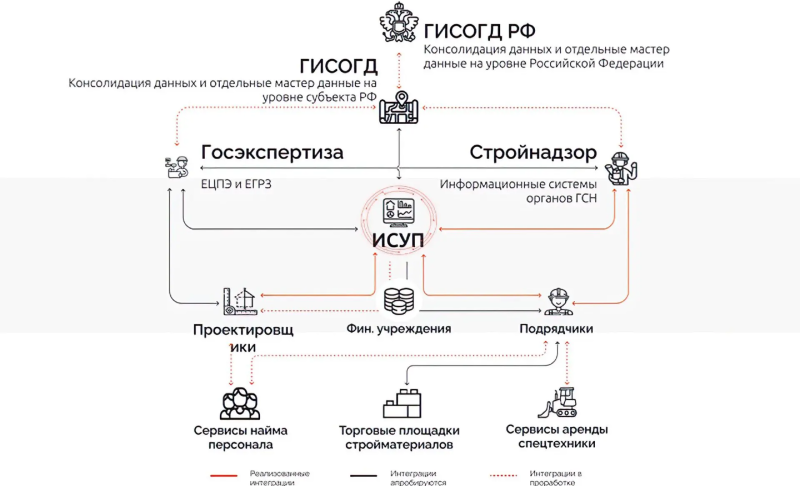 ГИСОГД РФ
Консолидация данных и отдельные мастер
данные на уровне Российской Федерации
ГИСОГД
Консолидация данных и отдельные мастер данные на
уровне субъекта РФ
Госэкспертиза
ЕЦПЭ и ЕГРЗ
Стройнадзор
Информационные системы
органов ГСН
ИСУП
Проектировщ
ики
Фин. учреждения
Подрядчики
Сервисы найма
персонала
Торговые площадки
стройматериалов
Сервисы аренды
спецтехники
Реализованные
интеграции
Интеграции
апробируются
Интеграции в
проработке